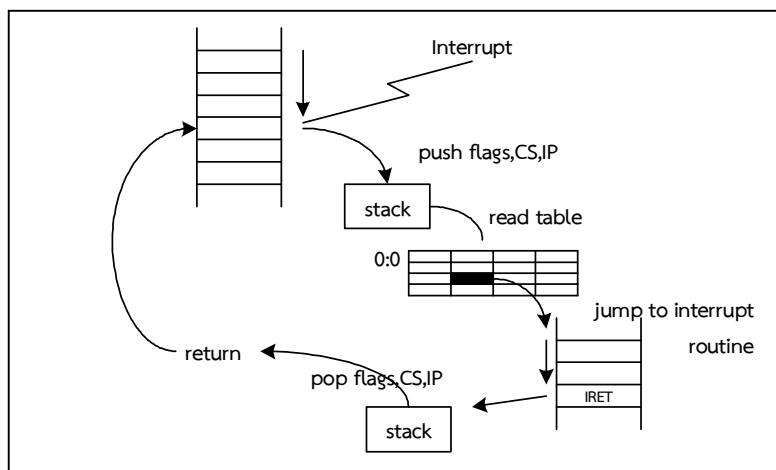 Interrupt
push flags,CS,IP
stack
read table
0:0
jump to interrupt
routine
return
pop flags,CS,IP
IRET
stack